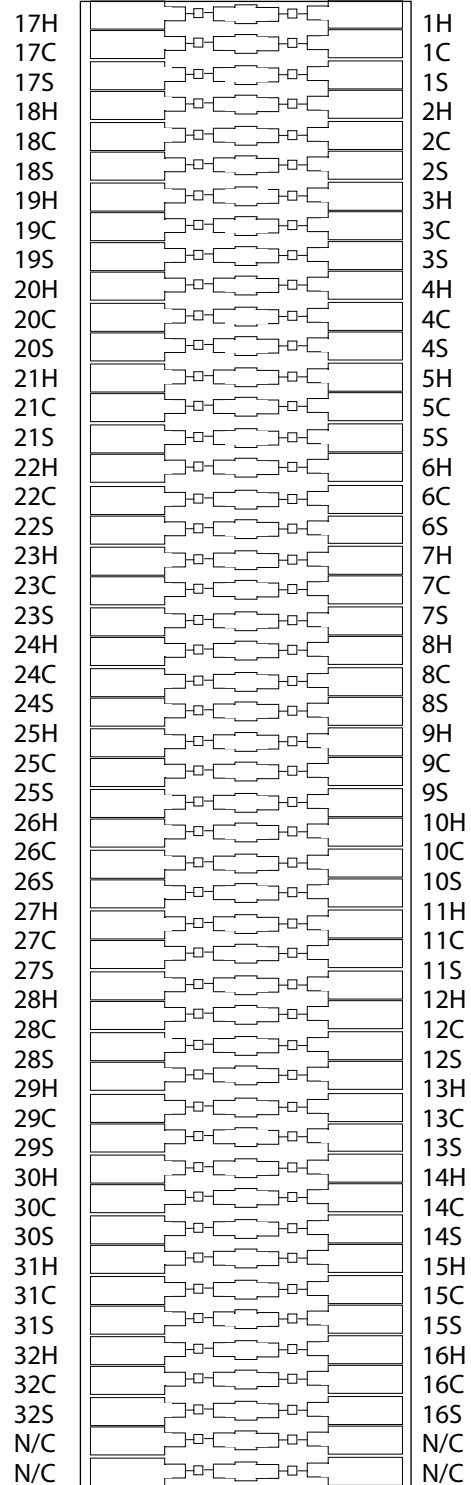 17H 1H
17C 1C
17S 1S
18H 2H
18C 2C
18S 2S
19H 3H
19C 3C
19S 3S
20H 4H
20C 4C
20S 4S
21H 5H
21C 5C
21S 5S
22H 6H
22C 6C
22S 6S
23H 7H
23C 7C
23S 7S
24H 8H
24C 8C
24S 8S
25H 9H
25C 9C
25S 9S
26H 10H
26C 10C
26S 10S
27H 11H
27C 11C
27S 11S
28H 12H
28C 12C
28S 12S
29H 13H
29C 13C
29S 13S
30H 14H
30C 14C
30S 14S
31H 15H
31C 15C
31S 15S
32H 16H
32C 16C
32S 16S
N/C N/C
N/C N/C